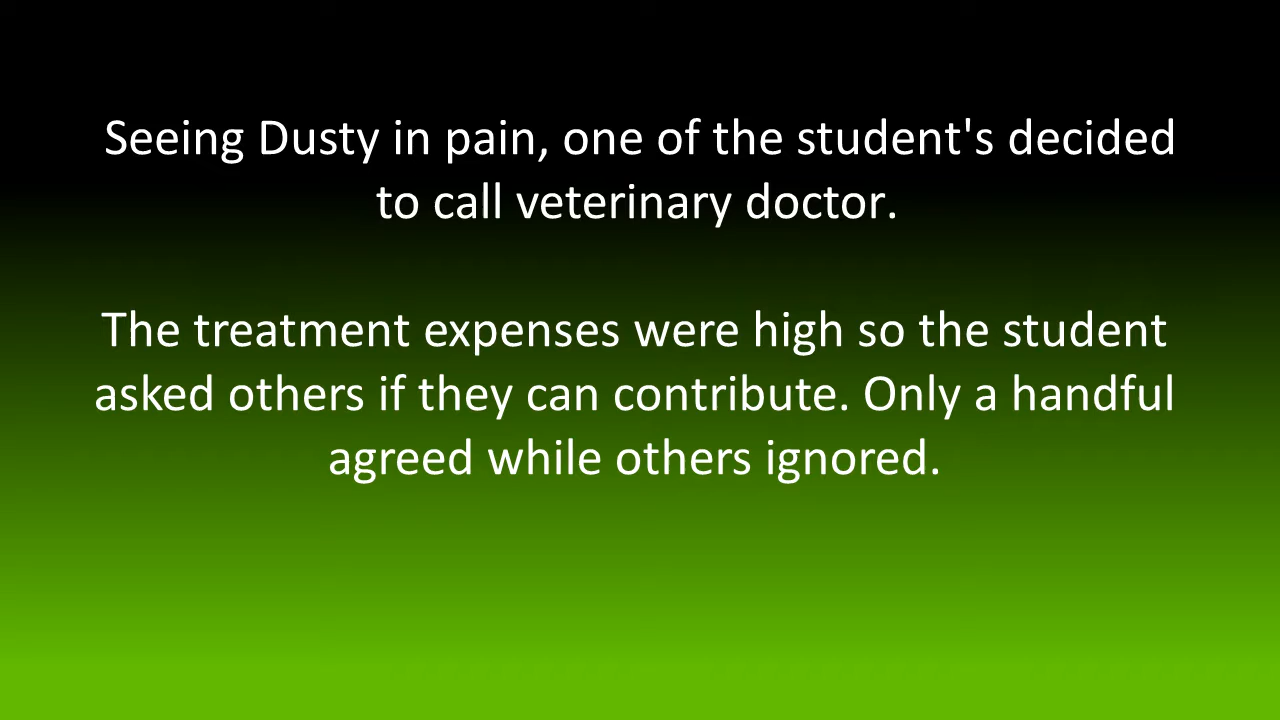 Seeing Dusty in pain, one of the student's decided
to call veterinary doctor.
The treatment expenses were high so the student
asked others if they can contribute. Only a handful
agreed while others ignored.